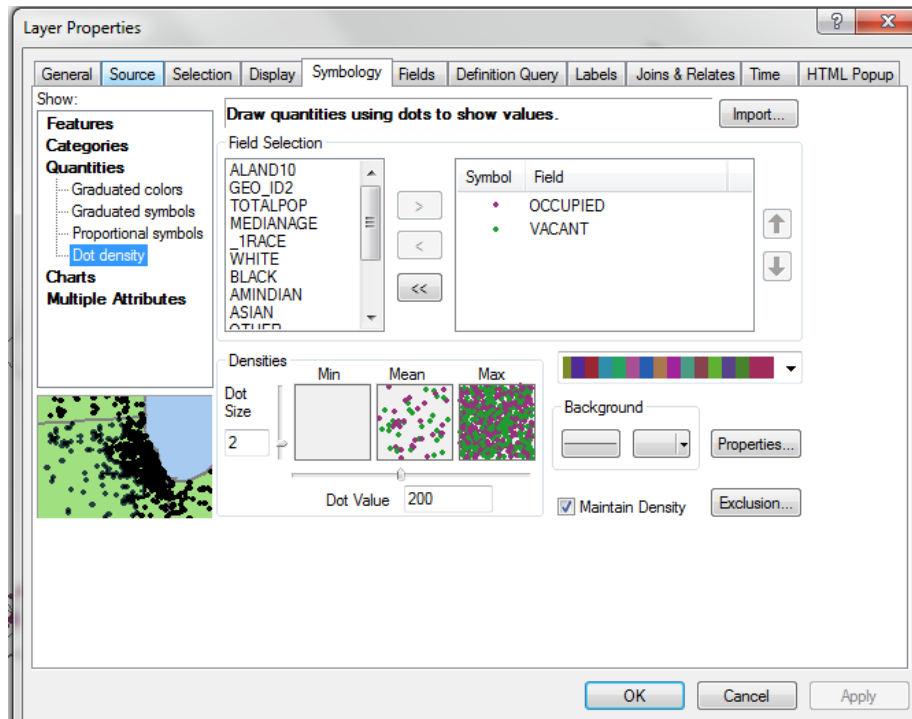 Layer Properties
?
X
General Source Selection Display Symbology Fields Definition Query Labels Joins & Relates Time HTML Popup
Show:
Features
Categories
Quantities
Graduated colors
Graduated symbols
Proportional symbols
Dot density
Charts
Multiple Attributes
Draw quantities using dots to show values.
Import...
Field Selection
ALAND10
GEO_ID2
TOTALPOP
MEDIANAGE
_1RACE
WHITE
BLACK
AMINDIAN
ASIAN
OTHER
>
<
<<
Symbol Field
OCCUPIED
VACANT
Densities
Dot
Size
2
Min Mean Max
Dot Value 200
Background
Properties...
Maintain Density
Exclusion...
OK Cancel Apply